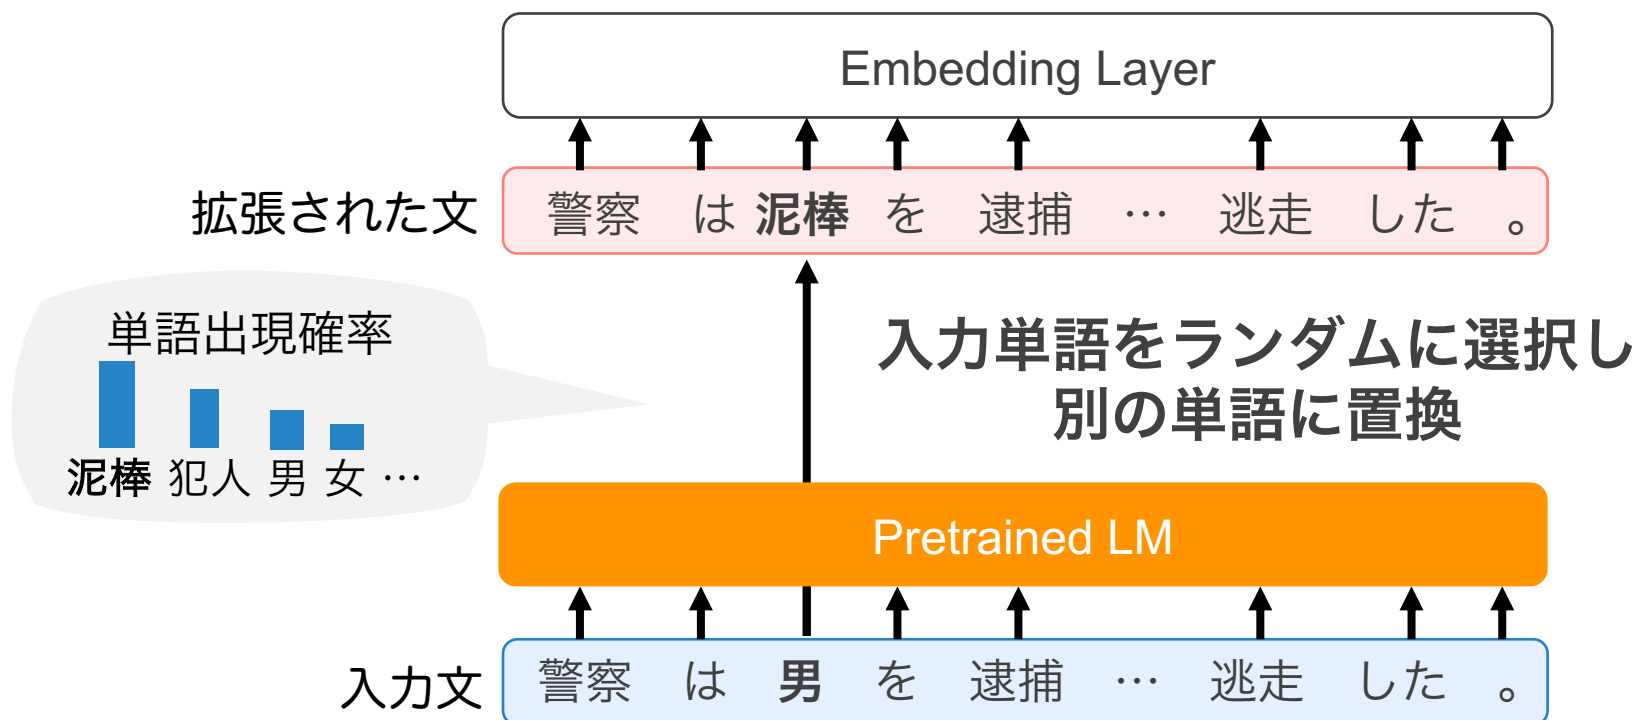 Embedding Layer
拡張された文
警察 は 泥棒 を 逮捕 … 逃走 した 。
単語出現確率
泥棒 犯人 男 女 …
入力単語をランダムに選択し
別の単語に置換
Pretrained LM
入力文
警察 は 男 を 逮捕 … 逃走 した 。